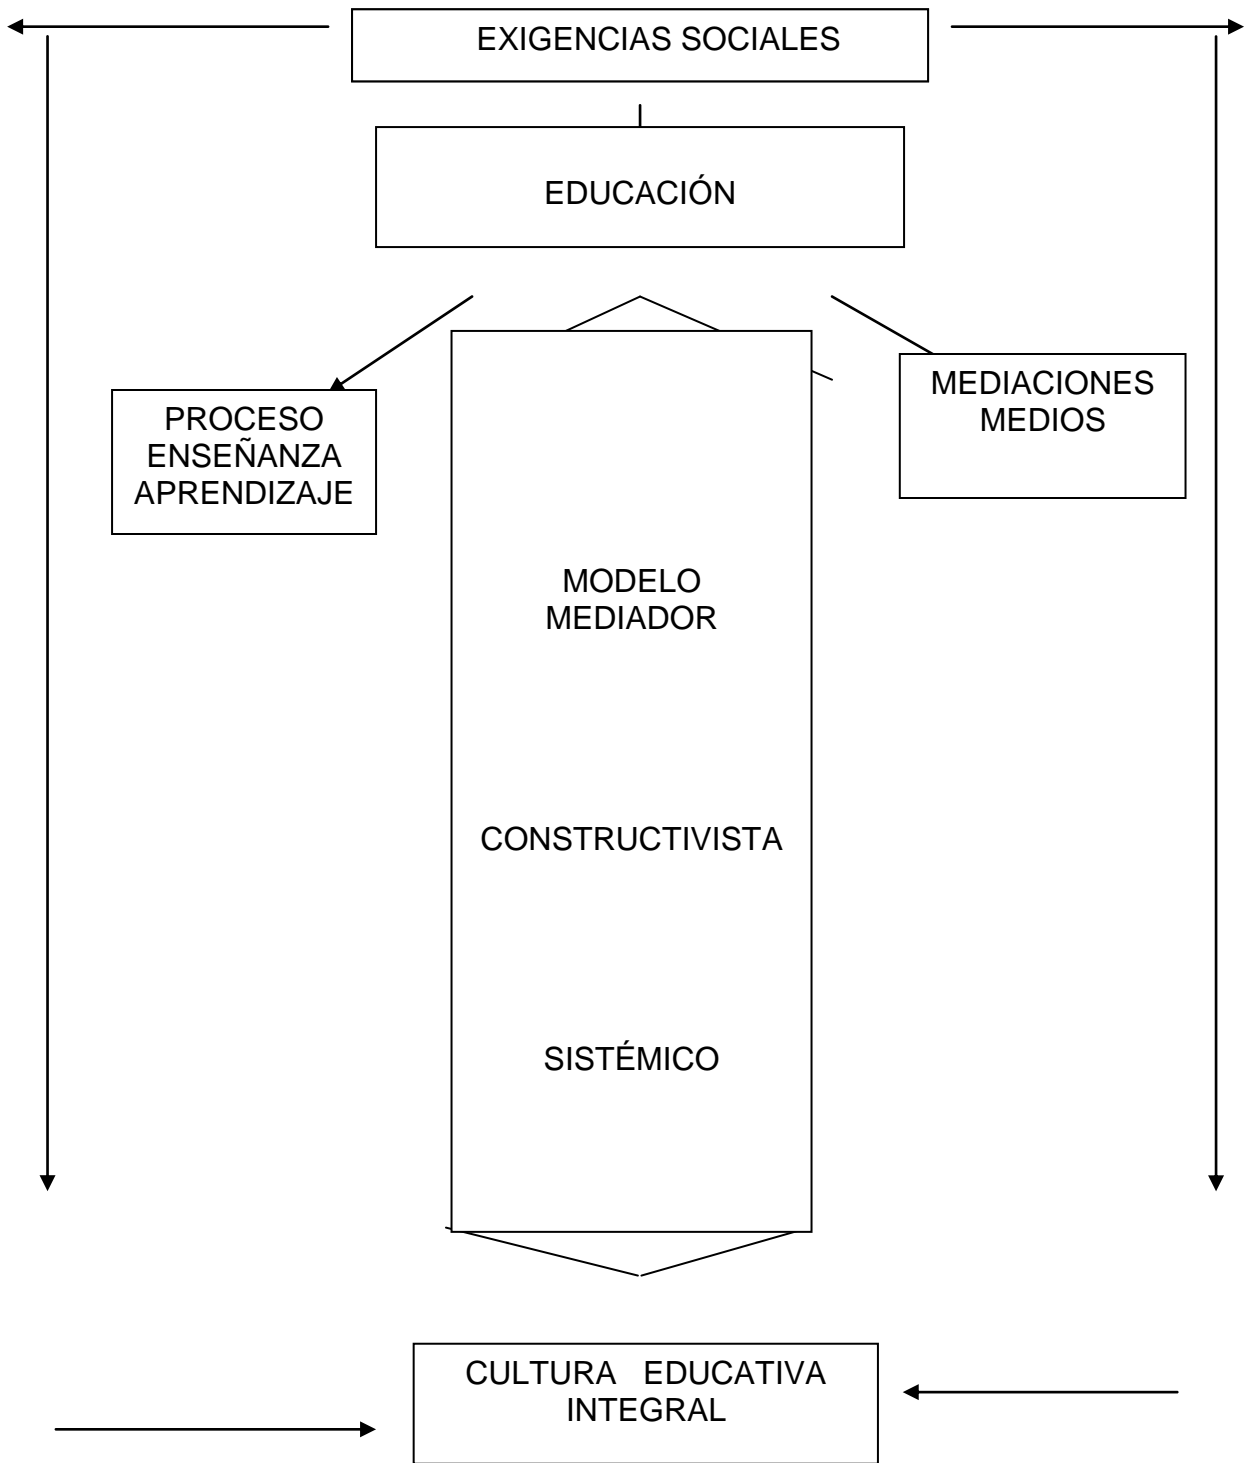 EXIGENCIAS SOCIALES
EDUCACIÓN
PROCESO
ENSEÑANZA
APRENDIZAJE
MEDIACIONES
MEDIOS
MODELO
MEDIADOR
CONSTRUCTIVISTA
SISTÉMICO
CULTURA EDUCATIVA
INTEGRAL